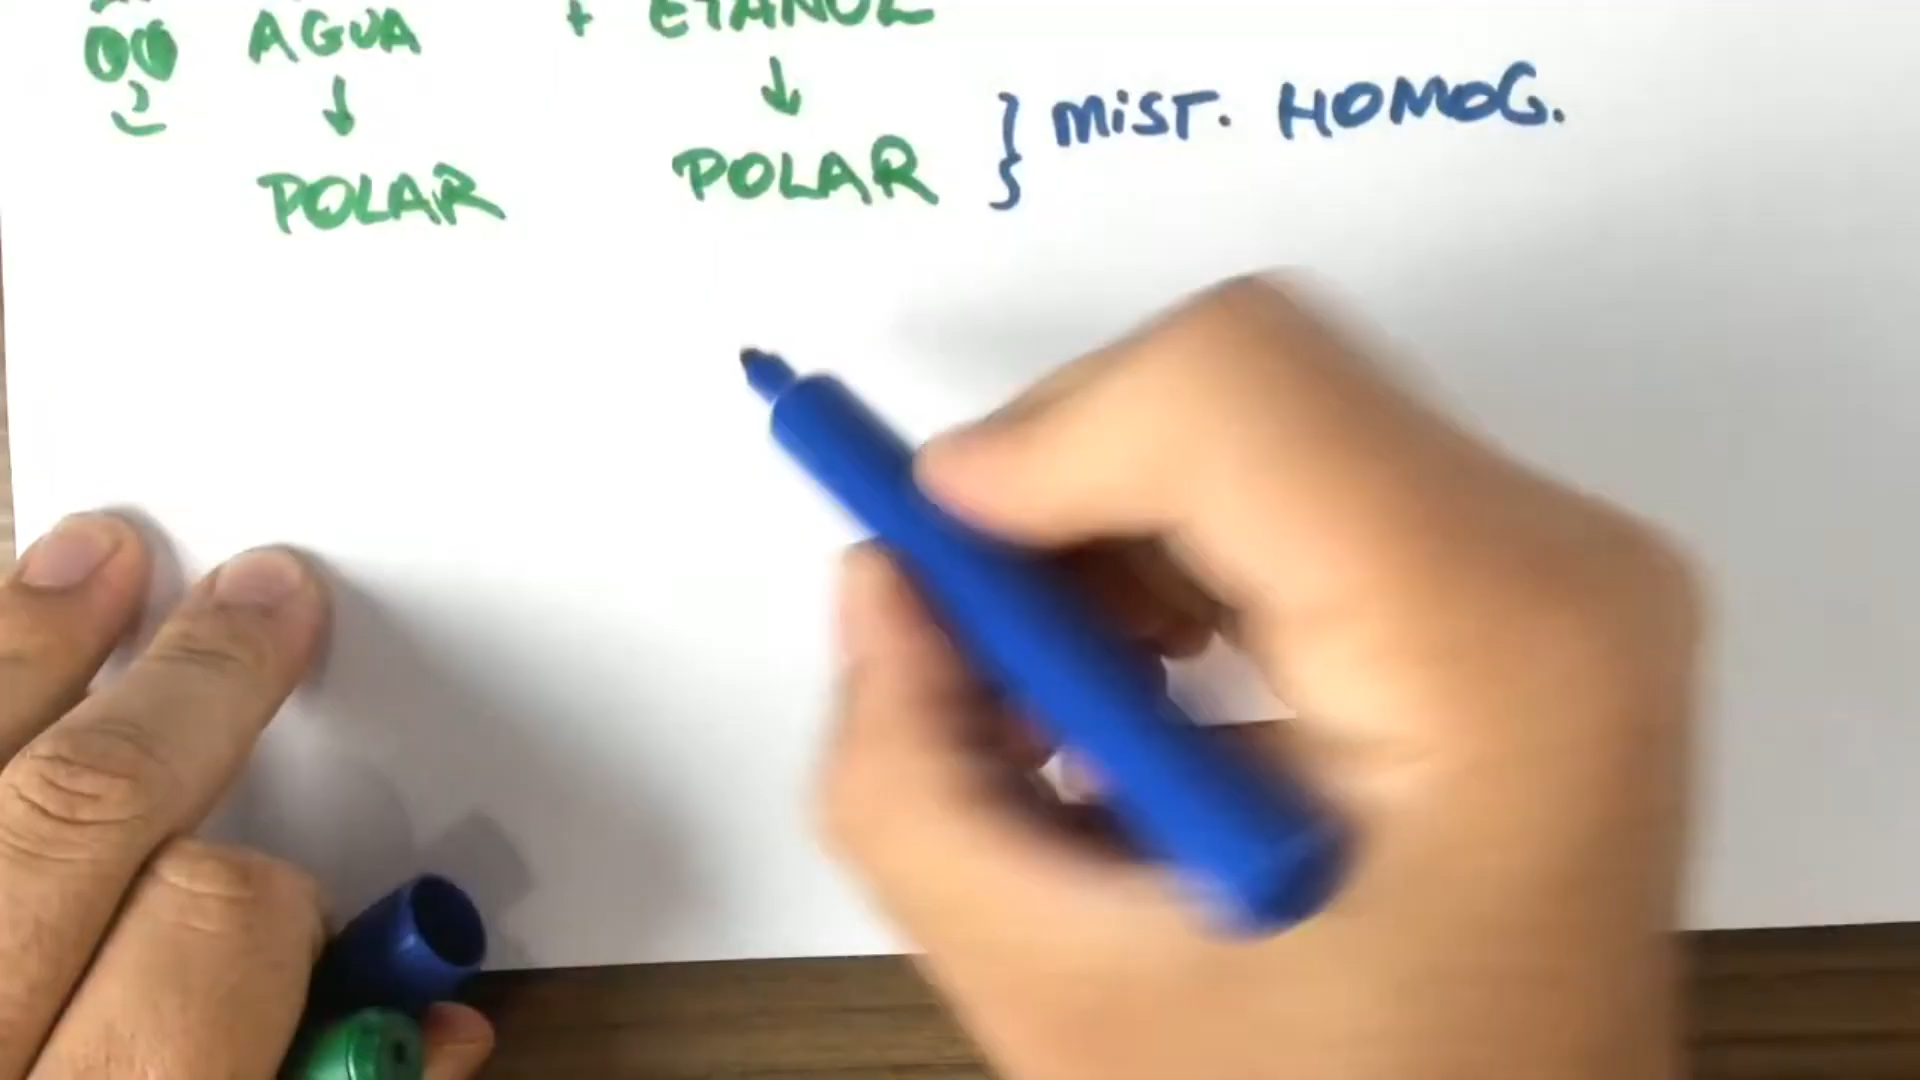 AGUA + ETANOL
↓ ↓
POLAR POLAR } MIST. HOMOG.